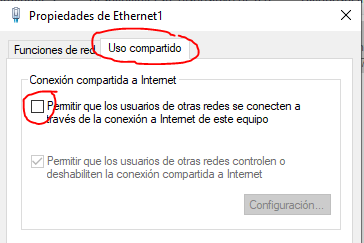 Propiedades de Ethernet1
Funciones de red
Uso compartido
Conexión compartida a Internet
Permitir que los usuarios de otras redes se conecten a
través de la conexión a Internet de este equipo
Permitir que los usuarios de otras redes controlen o
deshabiliten la conexión compartida a Internet
Configuración...